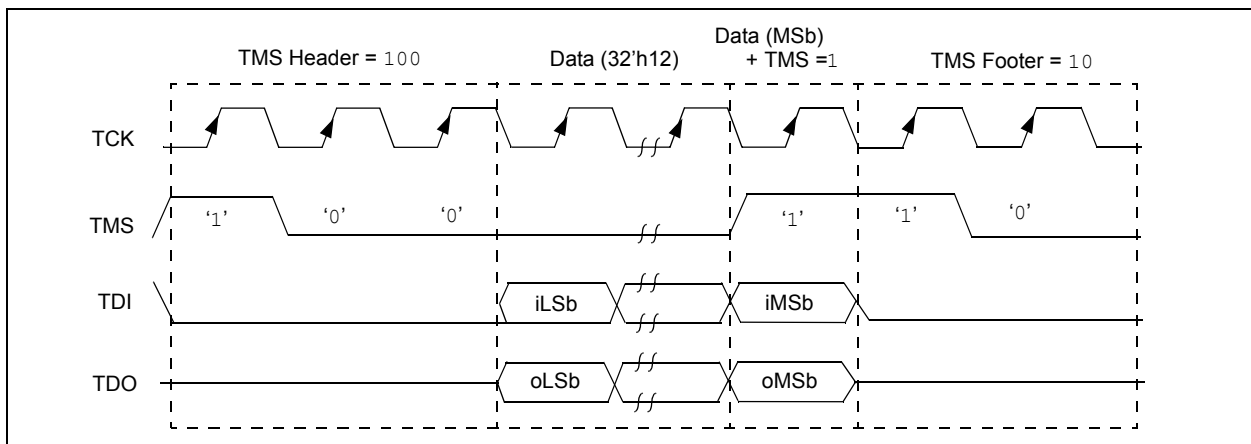 TMS Header = 100
Data (32'h12)
Data (MSb)
+ TMS =1
TMS Footer = 10
TCK
TMS
‘1’ ‘0’ ‘0’ ‘1’ ‘1’ ‘0’
TDI
iLSb iMSb
TDO
oLSb oMSb